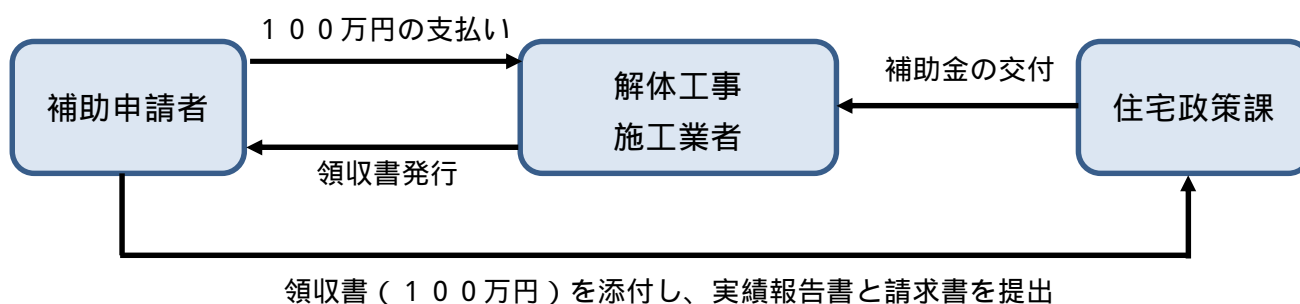 １００万円の支払い
補助申請者
解体工事
施工業者
補助金の交付
住宅政策課
領収書発行
領収書（１００万円）を添付し、実績報告書と請求書を提出